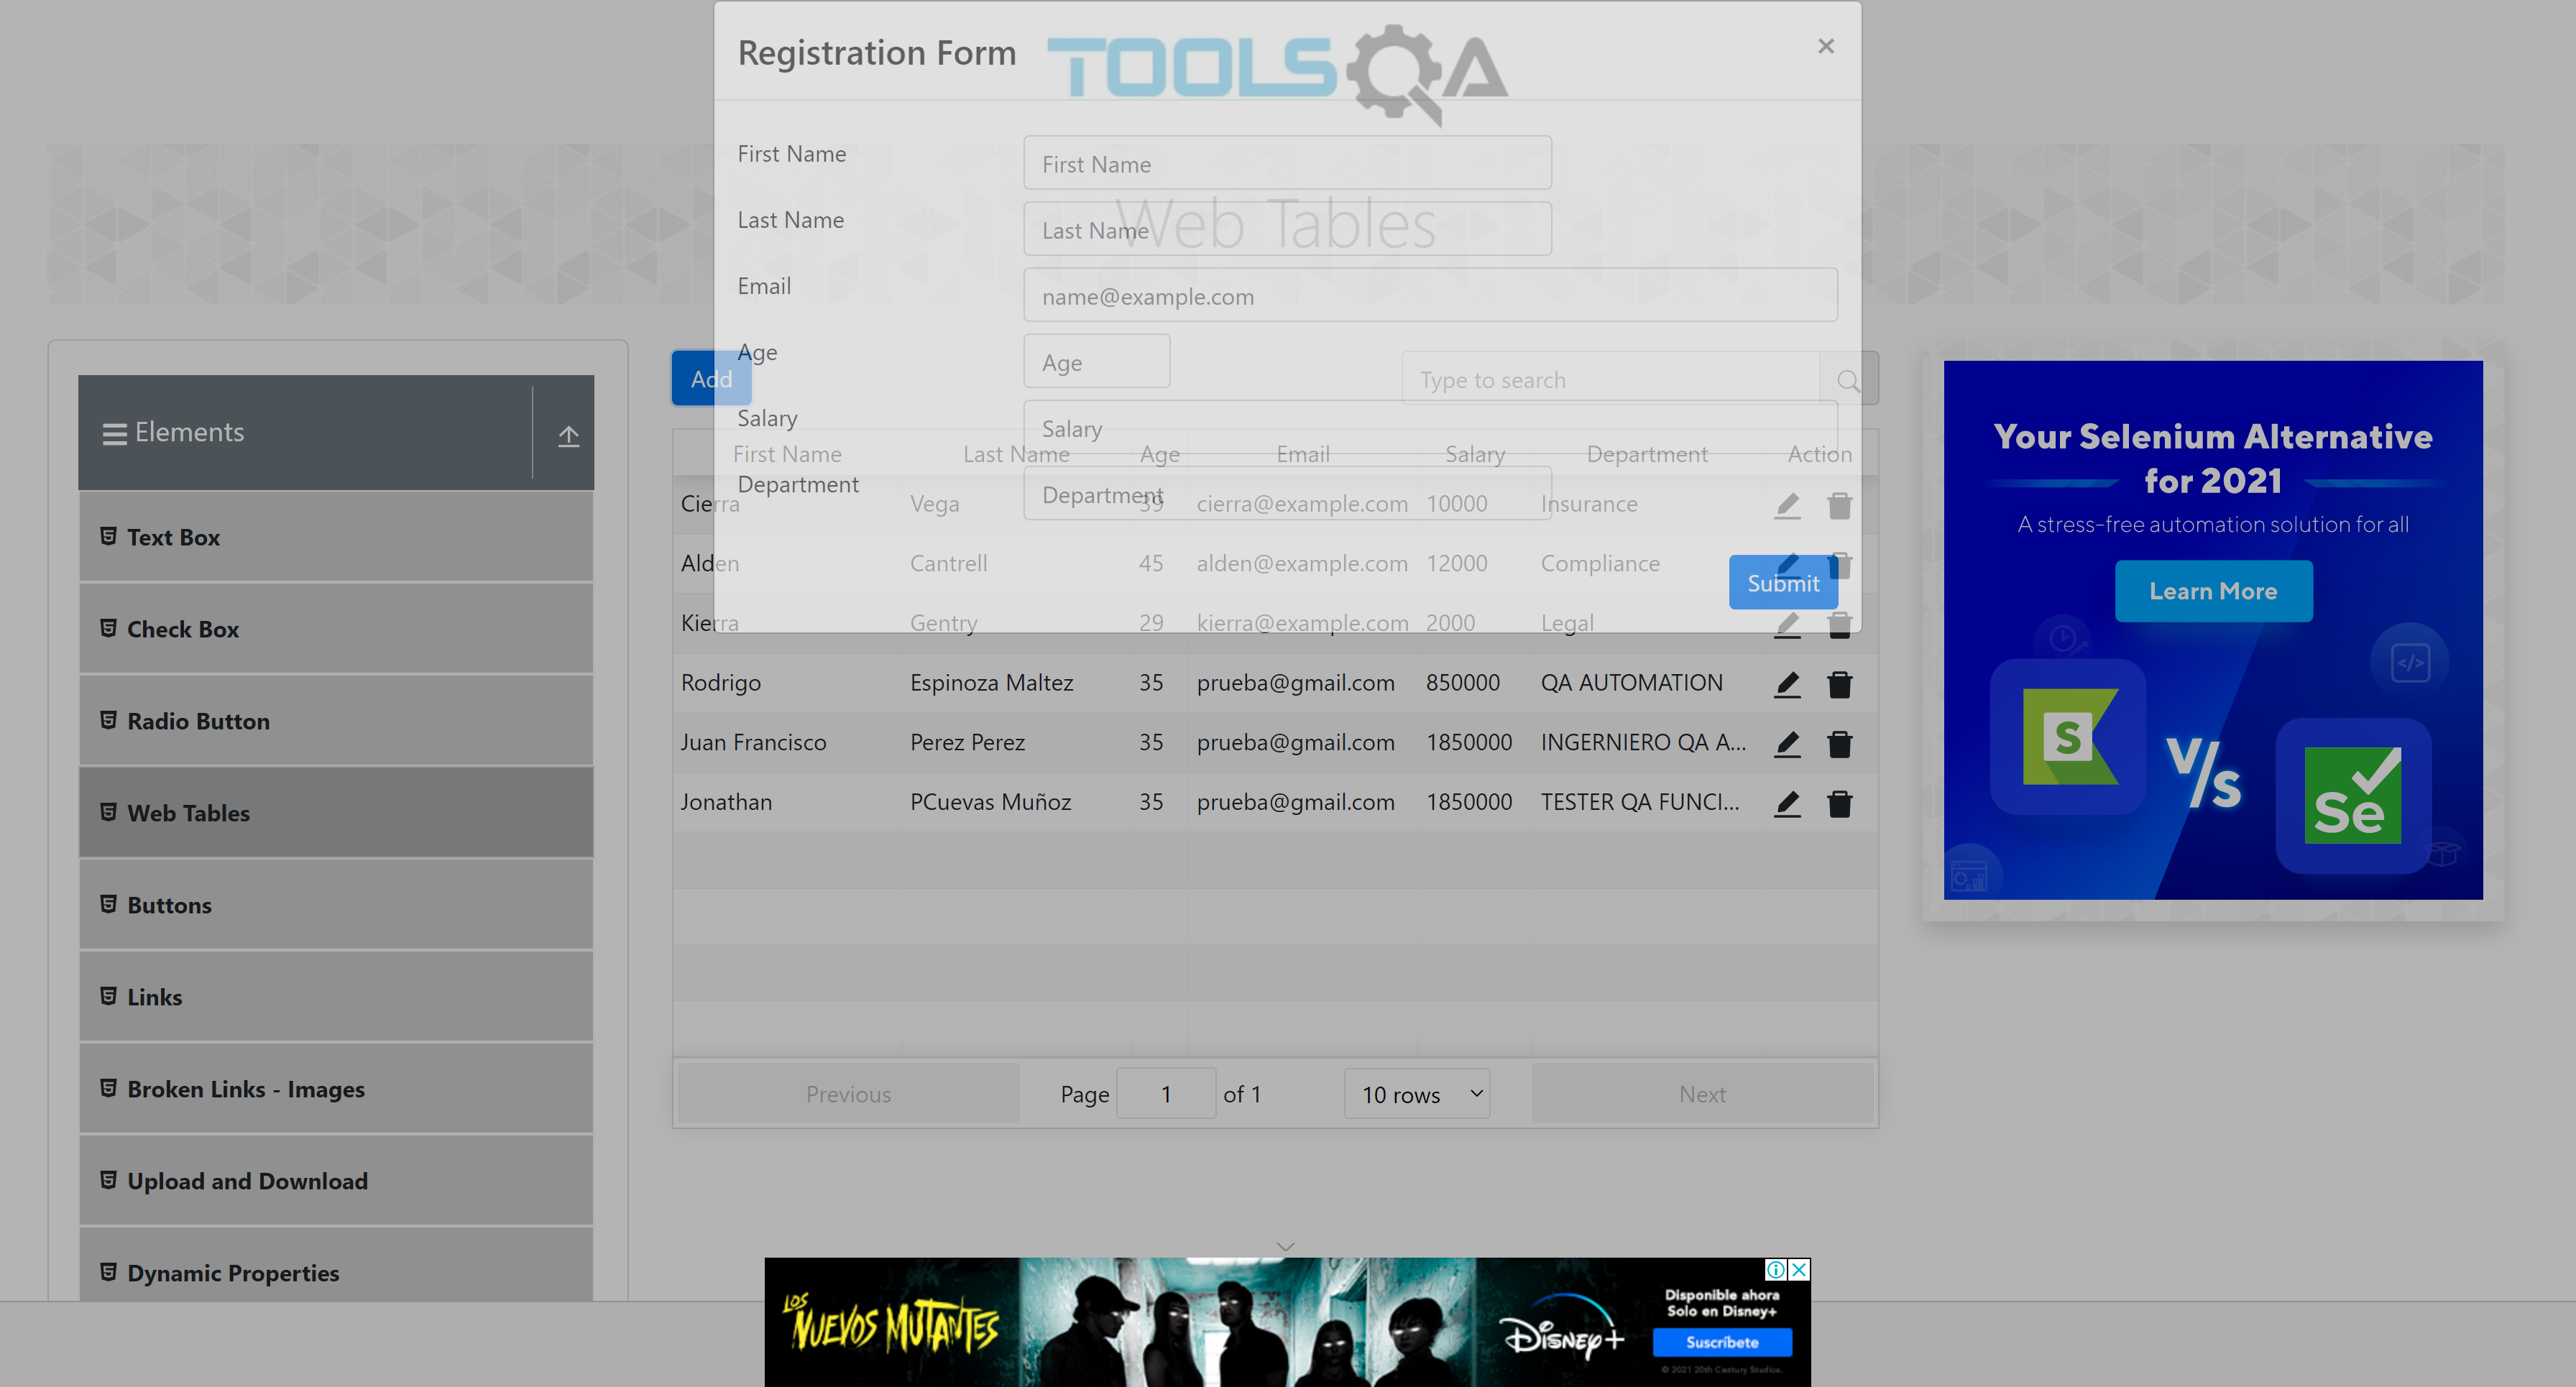 Registration Form
×
TOOLSQA
First Name
First Name
Last Name
Last Name
Web Tables
Email
name@example.com
Age
Age
Salary
Salary
Department
Department
Submit
Elements
Text Box
Check Box
Radio Button
Web Tables
Buttons
Links
Broken Links - Images
Upload and Download
Dynamic Properties
Add
Type to search
First Name Last Name Age Email Salary Department Action
Cierra Vega 39 cierra@example.com 10000 Insurance
Alden Cantrell 45 alden@example.com 12000 Compliance
Kierra Gentry 29 kierra@example.com 2000 Legal
Rodrigo Espinoza Maltez 35 prueba@gmail.com 850000 QA AUTOMATION
Juan Francisco Perez Perez 35 prueba@gmail.com 1850000 INGERNIERO QA A...
Jonathan PCuevas Muñoz 35 prueba@gmail.com 1850000 TESTER QA FUNCI...
Previous Page 1 of 1 10 rows Next
Your Selenium Alternative
for 2021
A stress-free automation solution for all
Learn More
</>
S
V/s
Se
LOS
NUEVOS MUTANTES
Disney+
Disponible ahora
Solo en Disney+
Suscríbete
© 2021 20th Century Studios.